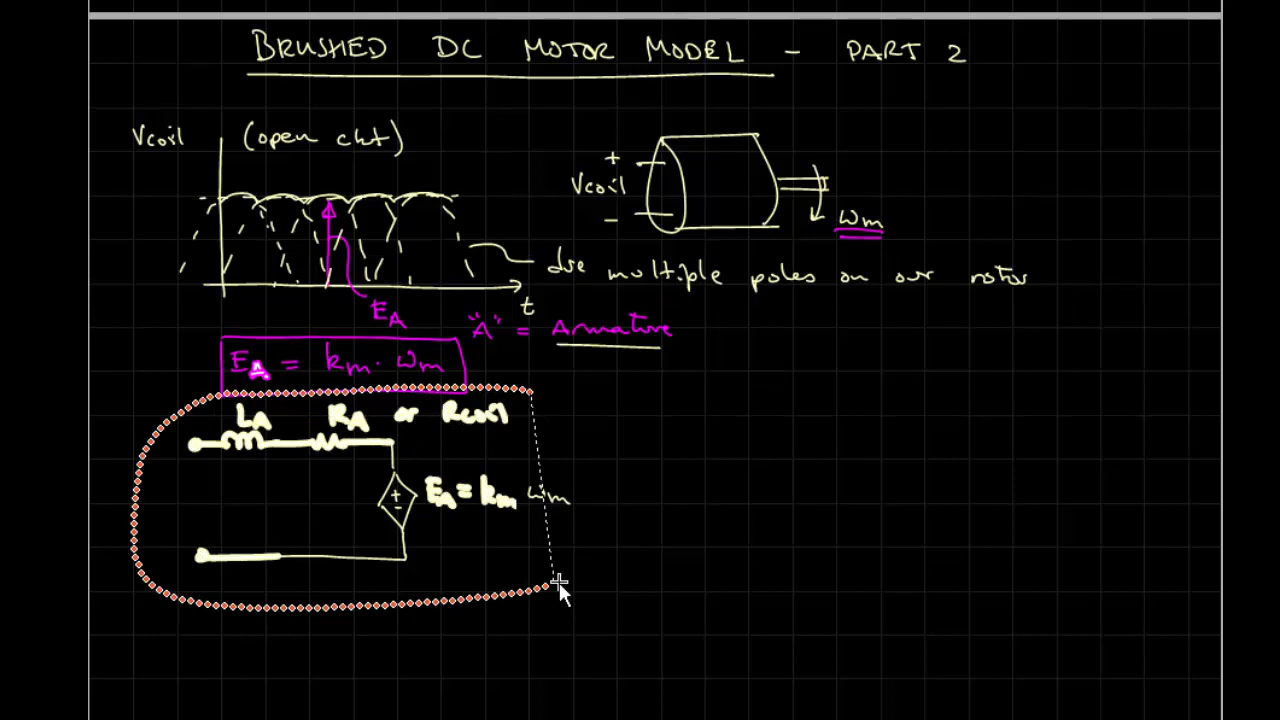 BRUSHED DC MOTOR MODEL - PART 2
Vcoil (open ckt)
+
Vcoil
-
ωm
due multiple poles on our rotor
t
EA
"A" = Armature
EA = km · ωm
LA RA or Rcoil
+
-
EA = km ωm